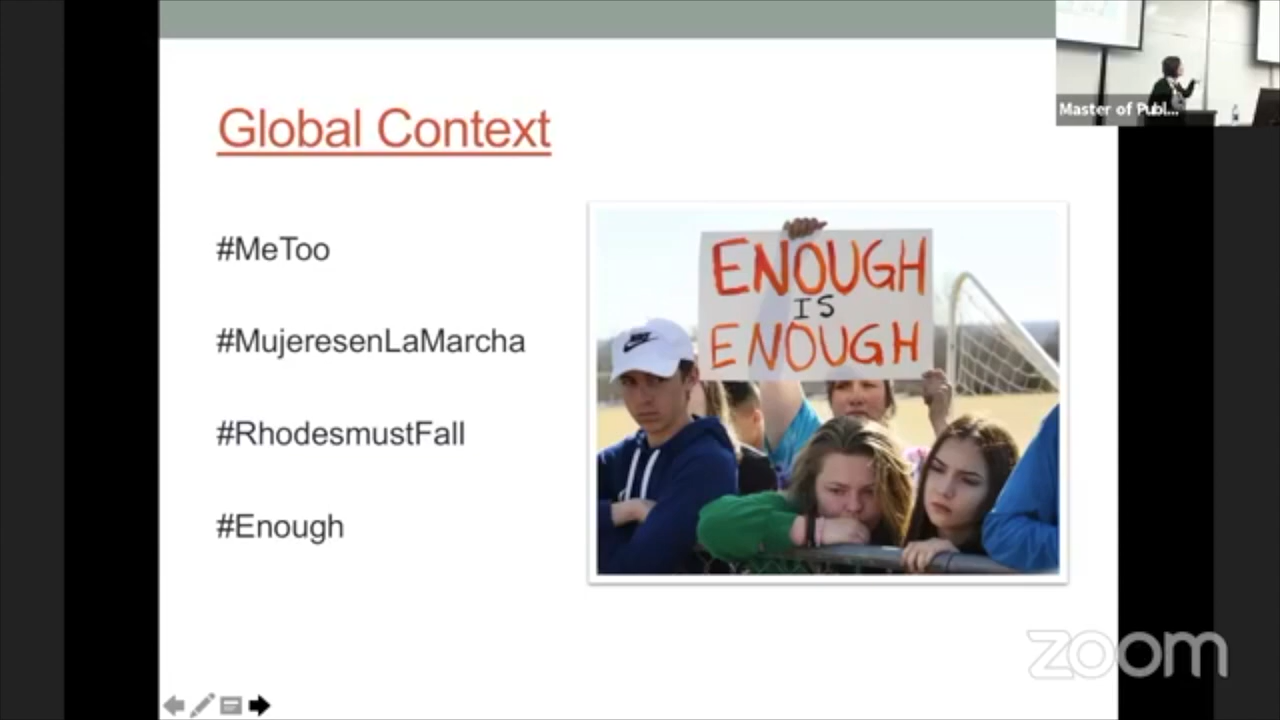 Global Context
#MeToo
#MujeresenLaMarcha
#RhodesmustFall
#Enough
ENOUGH
IS
ENOUGH
Master of Publ...
zoom